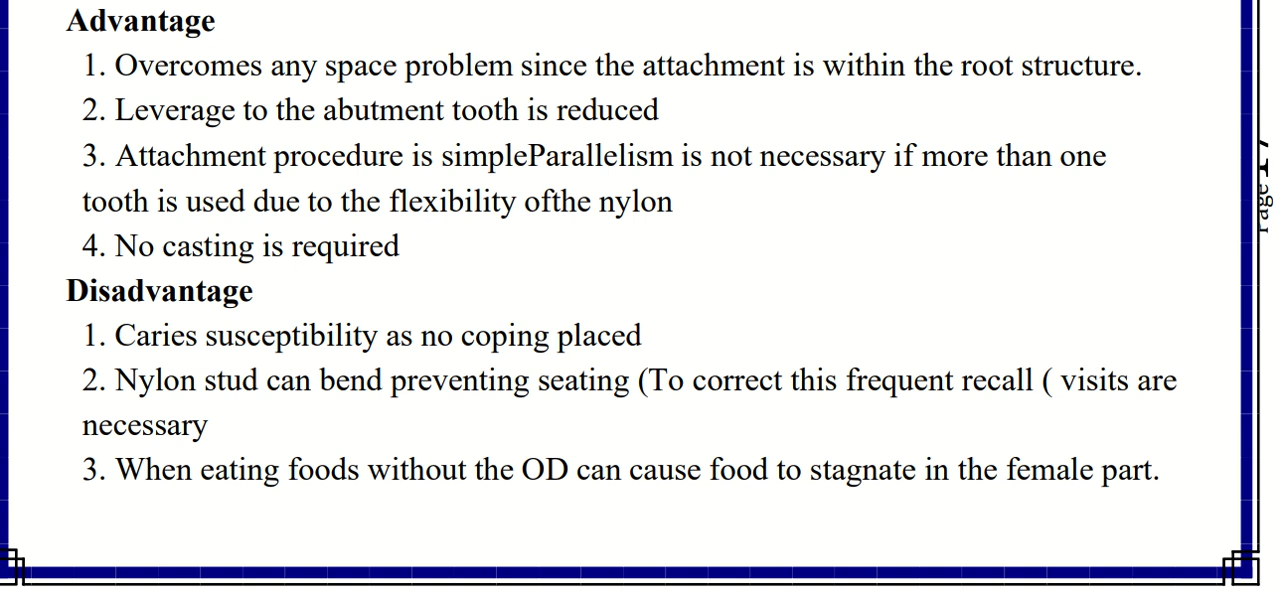 Advantage
1. Overcomes any space problem since the attachment is within the root structure.
2. Leverage to the abutment tooth is reduced
3. Attachment procedure is simpleParallelism is not necessary if more than one
tooth is used due to the flexibility ofthe nylon
4. No casting is required
Disadvantage
1. Caries susceptibility as no coping placed
2. Nylon stud can bend preventing seating (To correct this frequent recall ( visits are
necessary
3. When eating foods without the OD can cause food to stagnate in the female part.